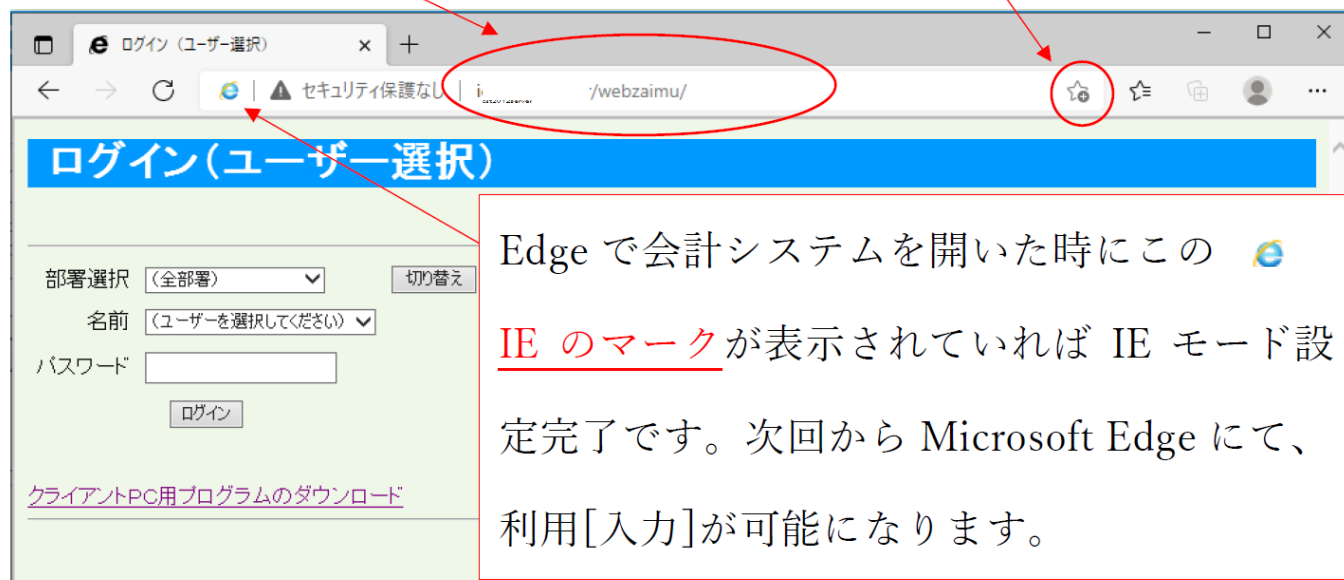 ログイン (ユーザー選択)
セキュリティ保護なし
:/webzaimu/
ログイン(ユーザー選択)
部署選択 (全部署) 切り替え
名前 (ユーザーを選択してください)
パスワード
ログイン
クライアントPC用プログラムのダウンロード
Edge で会計システムを開いた時にこの
IE のマークが表示されていれば IE モード設
定完了です。次回から Microsoft Edge にて、
利用[入力]が可能になります。